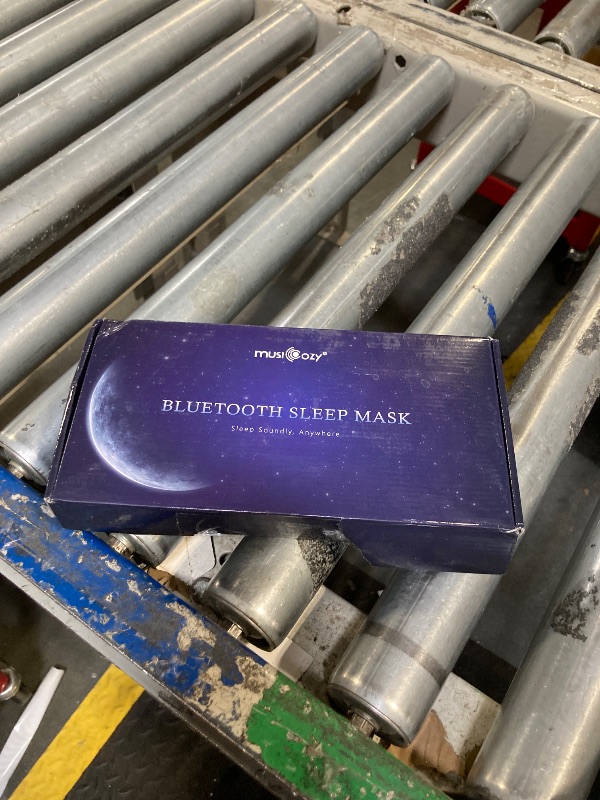 musiCozy®
BLUETOOTH SLEEP MASK
Sleep Soundly, Anywhere